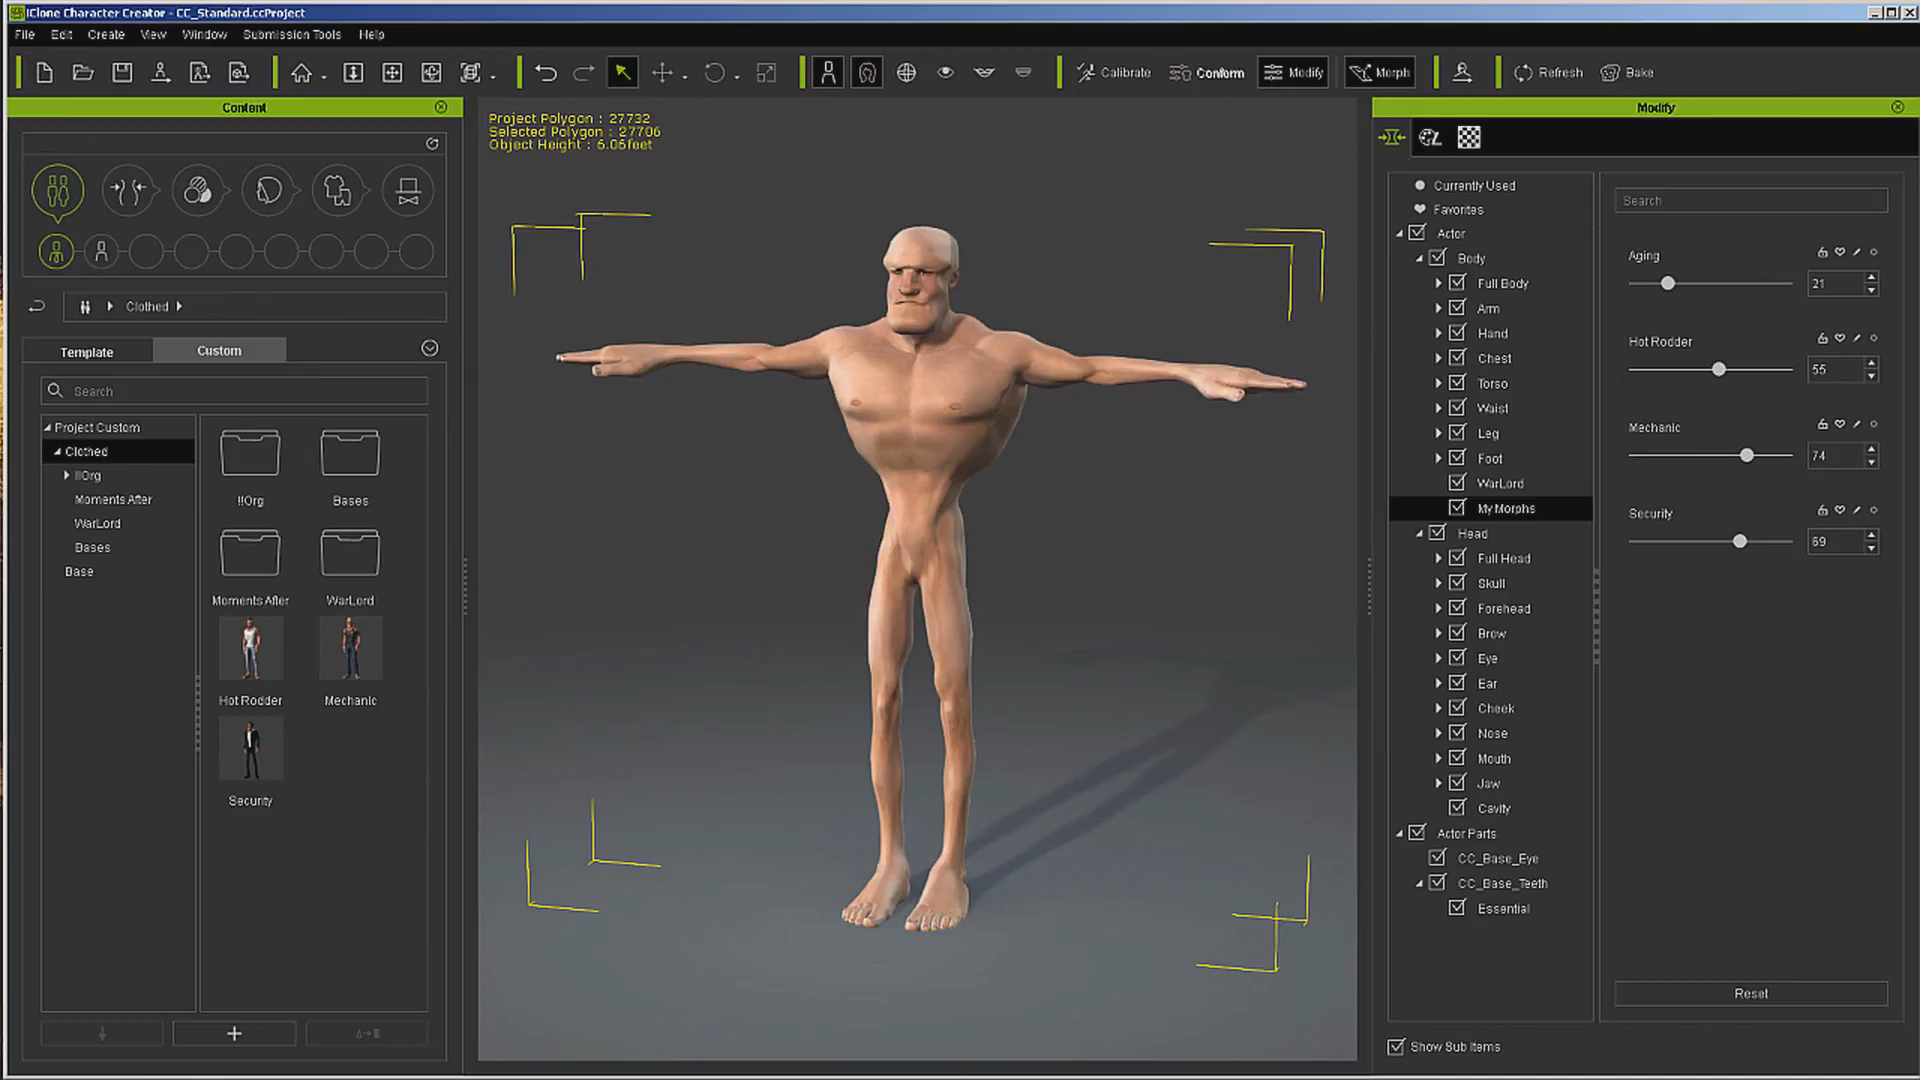 iClone Character Creator - CC_Standard.ccProject
File Edit Create View Window Submission Tools Help
Calibrate Conform Modify Morph Refresh Bake
Content
Clothed
Template Custom
Search
Project Custom
Clothed
!!Org
Moments After
WarLord
Bases
Base
!!Org Bases
Moments After WarLord
Hot Rodder Mechanic
Security
Project Polygon : 27732
Selected Polygon : 27706
Object Height : 6.06feet
Modify
Currently Used
Favorites
Actor
Body
Full Body
Arm
Hand
Chest
Torso
Waist
Leg
Foot
WarLord
My Morphs
Head
Full Head
Skull
Forehead
Brow
Eye
Ear
Cheek
Nose
Mouth
Jaw
Cavity
Actor Parts
CC_Base_Eye
CC_Base_Teeth
Essential
Show Sub Items
Search
Aging
21
Hot Rodder
55
Mechanic
74
Security
69
Reset